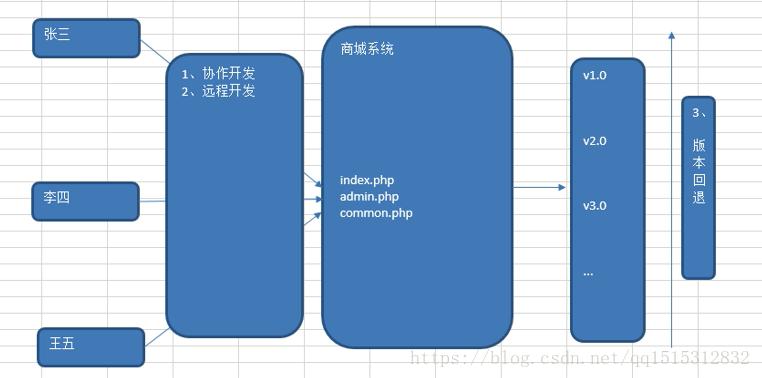 张三
李四
王五
1、协作开发
2、远程开发
商城系统
index.php
admin.php
common.php
v1.0
v2.0
v3.0
...
3、
版
本
回
退
https://blog.csdn.net/qq1515312832